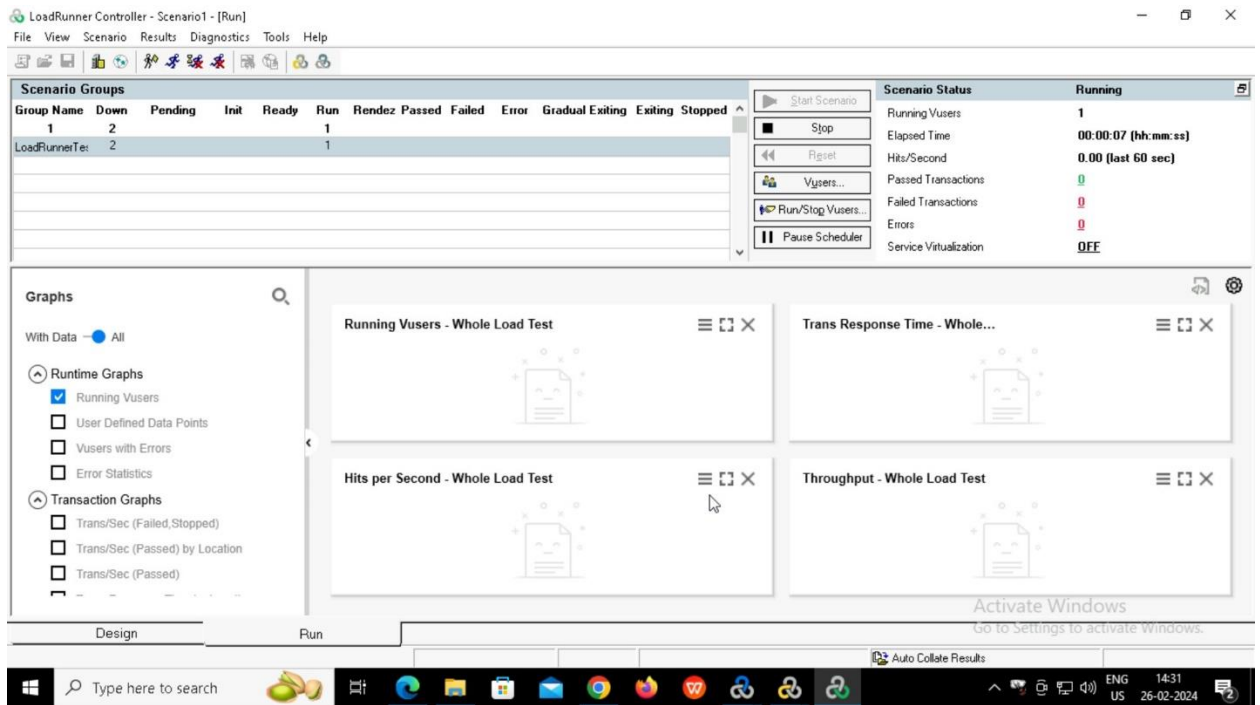 LoadRunner Controller - Scenario1 - [Run]
File View Scenario Results Diagnostics Tools Help
Scenario Groups
Group Name Down Pending Init Ready Run Rendez Passed Failed Error Gradual Exiting Exiting Stopped
1 2 1
LoadRunnerTe: 2 1
Start Scenario
Stop
Reset
Vusers...
Run/Stop Vusers...
Pause Scheduler
Scenario Status Running
Running Vusers 1
Elapsed Time 00:00:07 (hh:mm:ss)
Hits/Second 0.00 (last 60 sec)
Passed Transactions 0
Failed Transactions 0
Errors 0
Service Virtualization OFF
Graphs
With Data All
Runtime Graphs
Running Vusers
User Defined Data Points
Vusers with Errors
Error Statistics
Transaction Graphs
Trans/Sec (Failed,Stopped)
Trans/Sec (Passed) by Location
Trans/Sec (Passed)
Running Vusers - Whole Load Test
Trans Response Time - Whole...
Hits per Second - Whole Load Test
Throughput - Whole Load Test
Activate Windows
Go to Settings to activate Windows.
Design Run
Auto Collate Results
Type here to search
W
ENG
US
14:31
26-02-2024
2